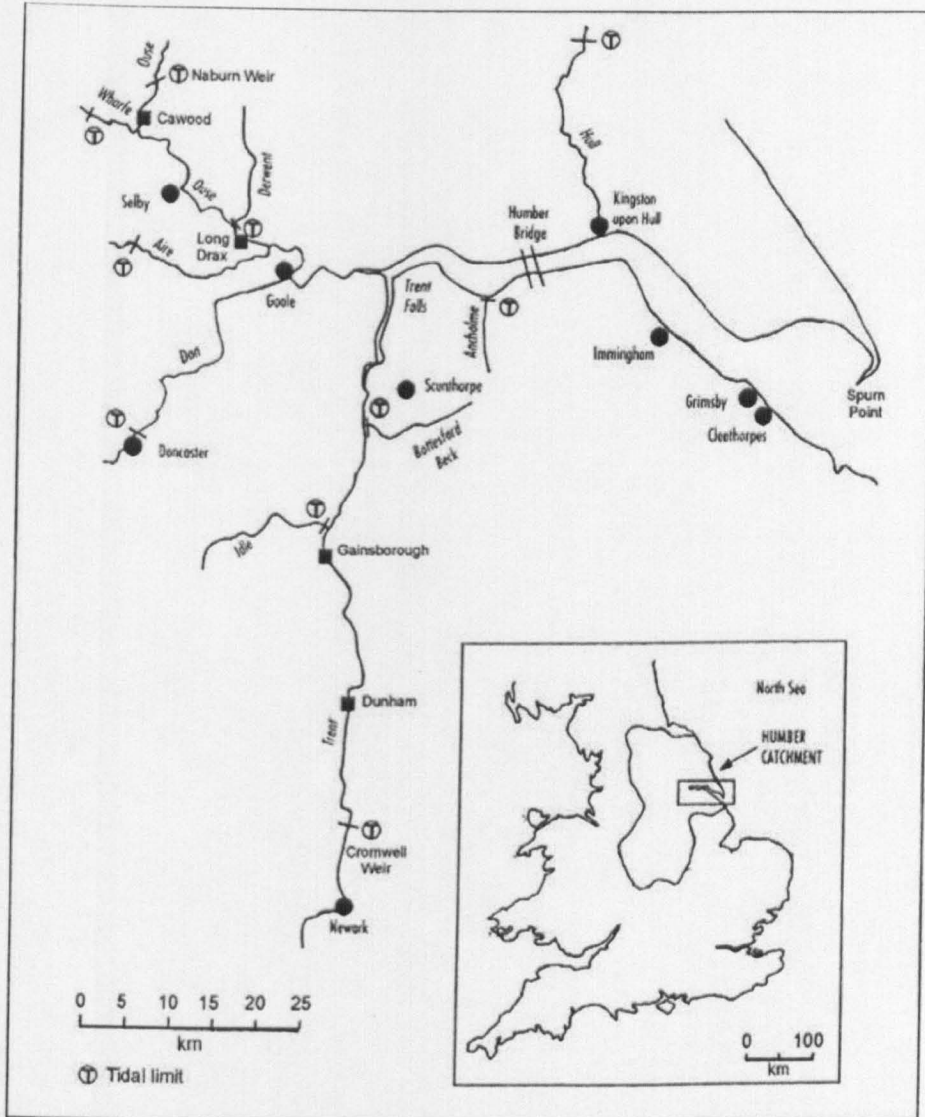 Ouse
Ⓣ Naburn Weir
Wharfe
Cawood
Ⓣ
Derwent
Ouse
Selby
Ⓣ
Long
Drax
Aire
Ⓣ
Goole
Don
Ⓣ
Doncaster
Ⓣ
Hull
Kingston
upon Hull
Humber
Bridge
Trent
Falls
Ancholme
Ⓣ
Immingham
Scunthorpe
Ⓣ
Bottesford
Beck
Grimsby
Cleethorpes
Spurn
Point
Ⓣ
Idle
Gainsborough
Dunham
Trent
Ⓣ
Cromwell
Weir
Newark
North Sea
HUMBER
CATCHMENT
0 5 10 15 20 25
km
Ⓣ Tidal limit
0 100
km